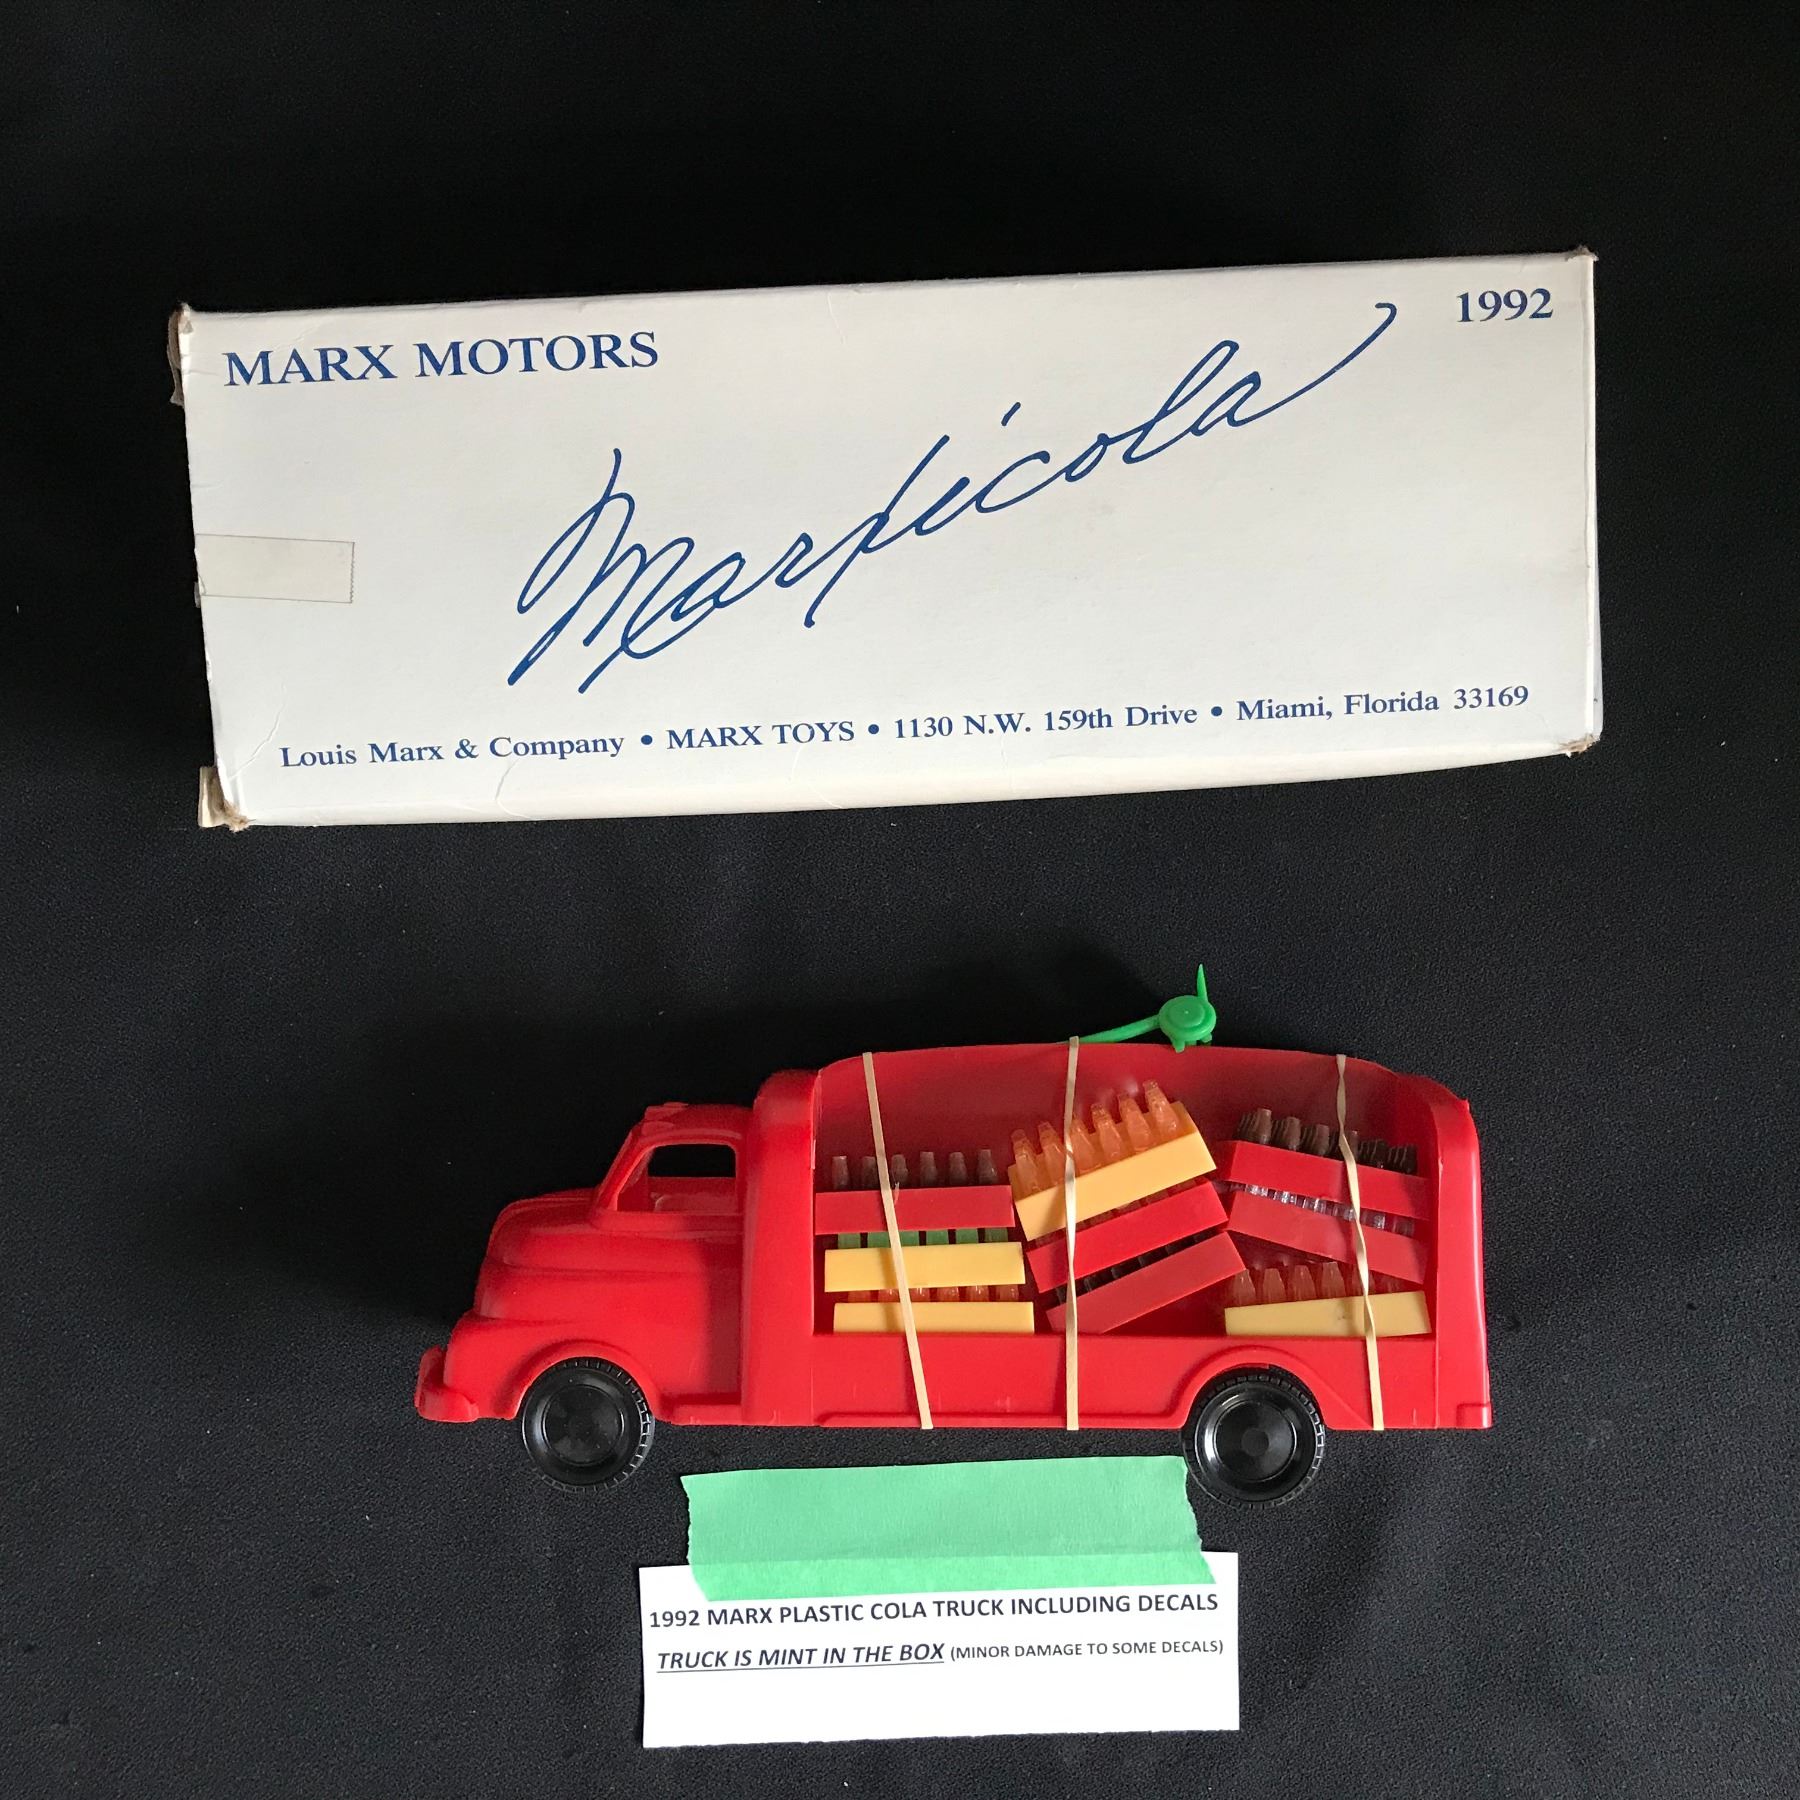 MARX MOTORS
1992
Marxicola
Louis Marx & Company • MARX TOYS • 1130 N.W. 159th Drive • Miami, Florida 33169
1992 MARX PLASTIC COLA TRUCK INCLUDING DECALS
TRUCK IS MINT IN THE BOX (MINOR DAMAGE TO SOME DECALS)